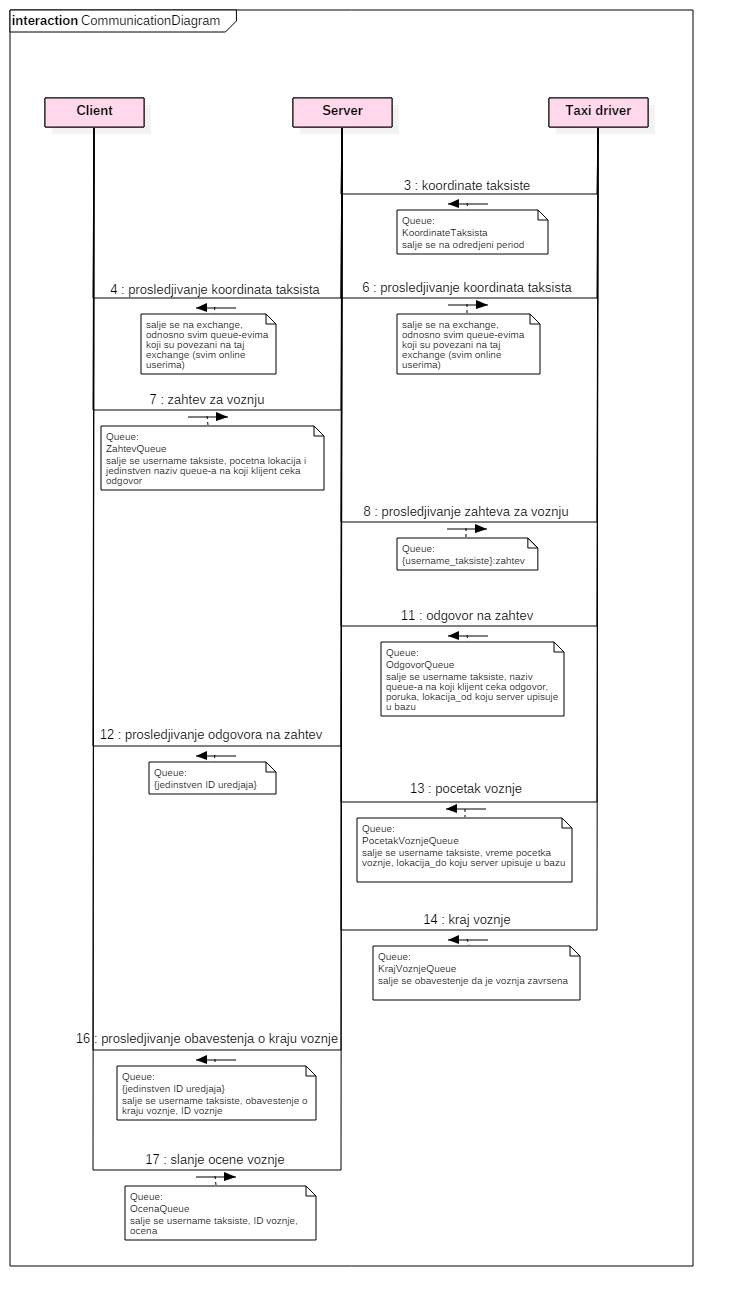 interaction CommunicationDiagram
Client
Server
Taxi driver
3 : koordinate taksiste
Queue:
KoordinateTaksista
salje se na odredjeni period
4 : prosledjivanje koordinata taksista
6 : prosledjivanje koordinata taksista
salje se na exchange,
odnosno svim queue-evima
koji su povezani na taj
exchange (svim online
userima)
salje se na exchange,
odnosno svim queue-evima
koji su povezani na taj
exchange (svim online
userima)
7 : zahtev za voznju
Queue:
ZahtevQueue
salje se username taksiste, pocetna lokacija i
jedinstven naziv queue-a na koji klijent ceka
odgovor
8 : prosledjivanje zahteva za voznju
Queue:
{username_taksiste}:zahtev
11 : odgovor na zahtev
Queue:
OdgovorQueue
salje se username taksiste, naziv
queue-a na koji klijent ceka odgovor,
poruka, lokacija_od koju server upisuje
u bazu
12 : prosledjivanje odgovora na zahtev
Queue:
{jedinstven ID uredjaja}
13 : pocetak voznje
Queue:
PocetakVoznjeQueue
salje se username taksiste, vreme pocetka
voznje, lokacija_do koju server upisuje u bazu
14 : kraj voznje
Queue:
KrajVoznjeQueue
salje se obavestenje da je voznja zavrsena
16 : prosledjivanje obavestenja o kraju voznje
Queue:
{jedinstven ID uredjaja}
salje se username taksiste, obavestenje o
kraju voznje, ID voznje
17 : slanje ocene voznje
Queue:
OcenaQueue
salje se username taksiste, ID voznje,
ocena